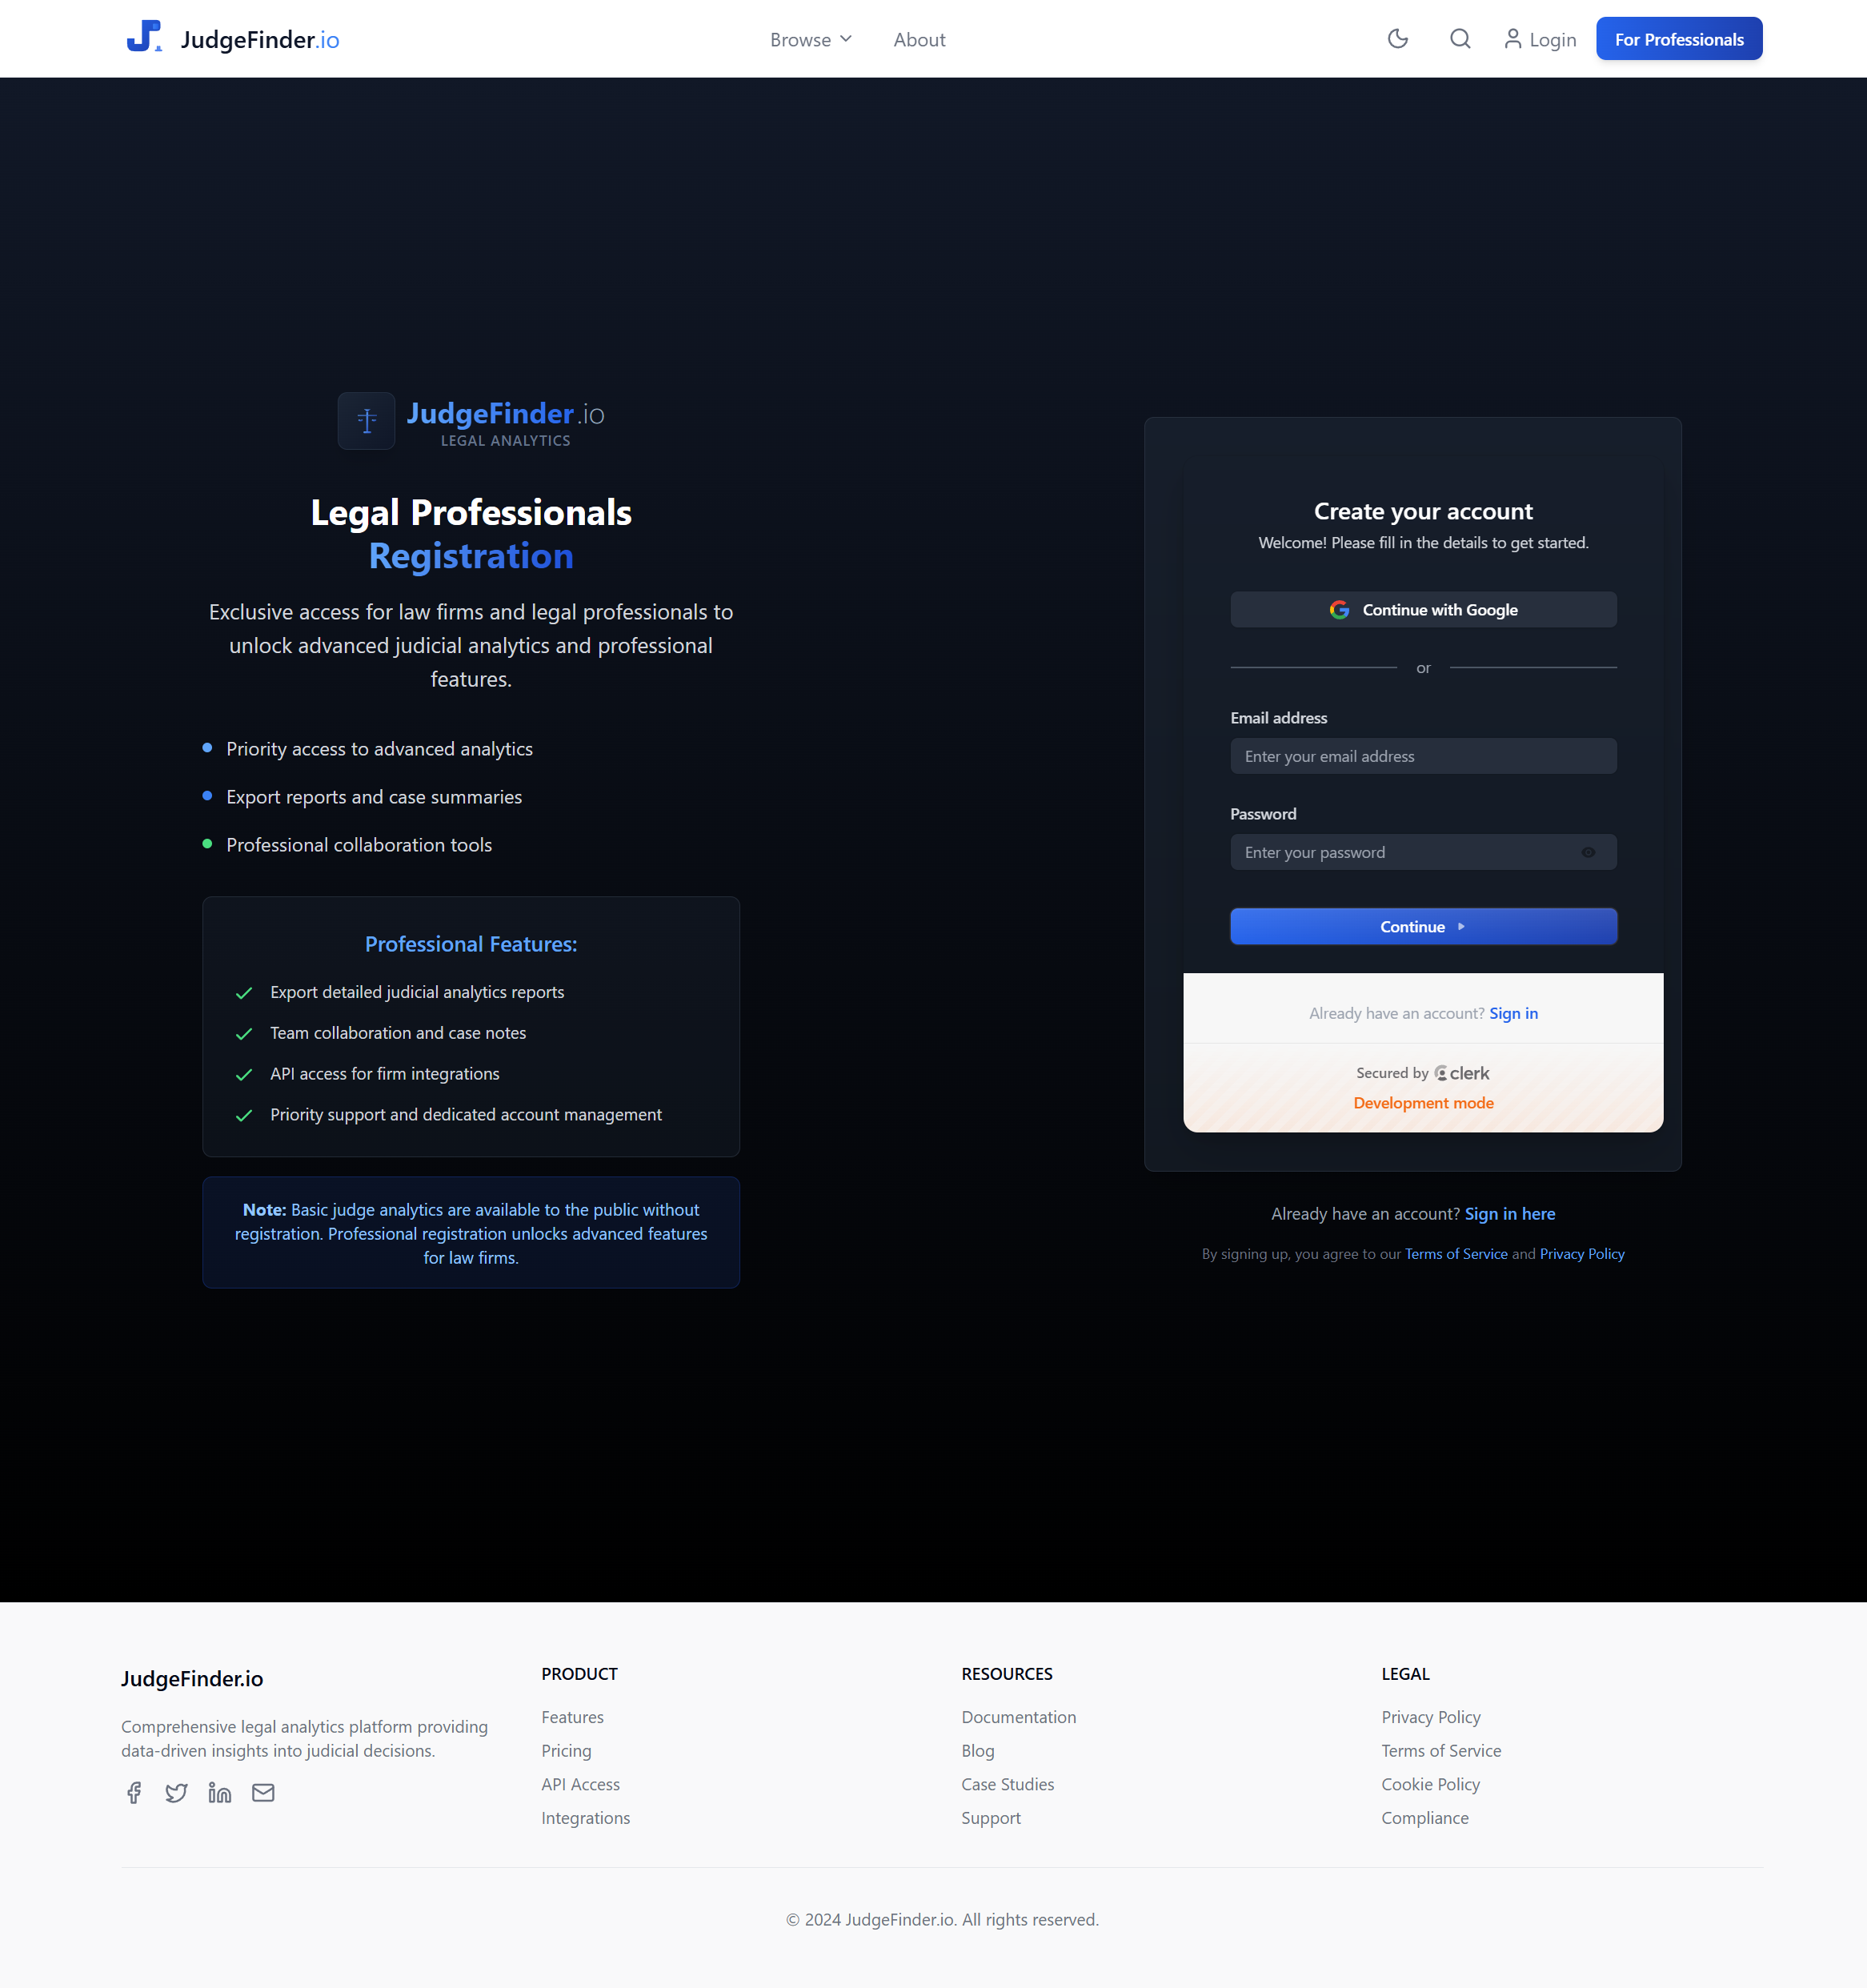 JudgeFinder.io
Browse
About
Login
For Professionals
JudgeFinder.io
LEGAL ANALYTICS
Legal Professionals
Registration
Exclusive access for law firms and legal professionals to
unlock advanced judicial analytics and professional
features.
Priority access to advanced analytics
Export reports and case summaries
Professional collaboration tools
Professional Features:
Export detailed judicial analytics reports
Team collaboration and case notes
API access for firm integrations
Priority support and dedicated account management
Note: Basic judge analytics are available to the public without
registration. Professional registration unlocks advanced features
for law firms.
Create your account
Welcome! Please fill in the details to get started.
Continue with Google
or
Email address
Enter your email address
Password
Enter your password
Continue
Already have an account? Sign in
Secured by clerk
Development mode
Already have an account? Sign in here
By signing up, you agree to our Terms of Service and Privacy Policy
JudgeFinder.io
Comprehensive legal analytics platform providing
data-driven insights into judicial decisions.
PRODUCT
Features
Pricing
API Access
Integrations
RESOURCES
Documentation
Blog
Case Studies
Support
LEGAL
Privacy Policy
Terms of Service
Cookie Policy
Compliance
© 2024 JudgeFinder.io. All rights reserved.